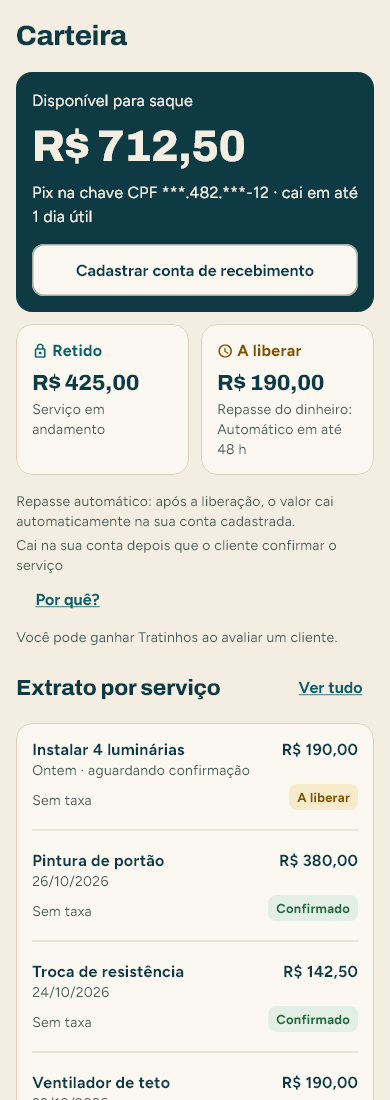 Carteira
Disponível para saque
R$ 712,50
Pix na chave CPF ***.482.***-12 · cai em até
1 dia útil
Cadastrar conta de recebimento
Retido
R$ 425,00
Serviço em
andamento
A liberar
R$ 190,00
Repasse do dinheiro:
Automático em até
48 h
Repasse automático: após a liberação, o valor cai
automaticamente na sua conta cadastrada.
Cai na sua conta depois que o cliente confirmar o
serviço
Por quê?
Você pode ganhar Tratinhos ao avaliar um cliente.
Extrato por serviço
Ver tudo
Instalar 4 luminárias
R$ 190,00
Ontem · aguardando confirmação
Sem taxa
A liberar
Pintura de portão
R$ 380,00
26/10/2026
Sem taxa
Confirmado
Troca de resistência
R$ 142,50
24/10/2026
Sem taxa
Confirmado
Ventilador de teto
R$ 190,00